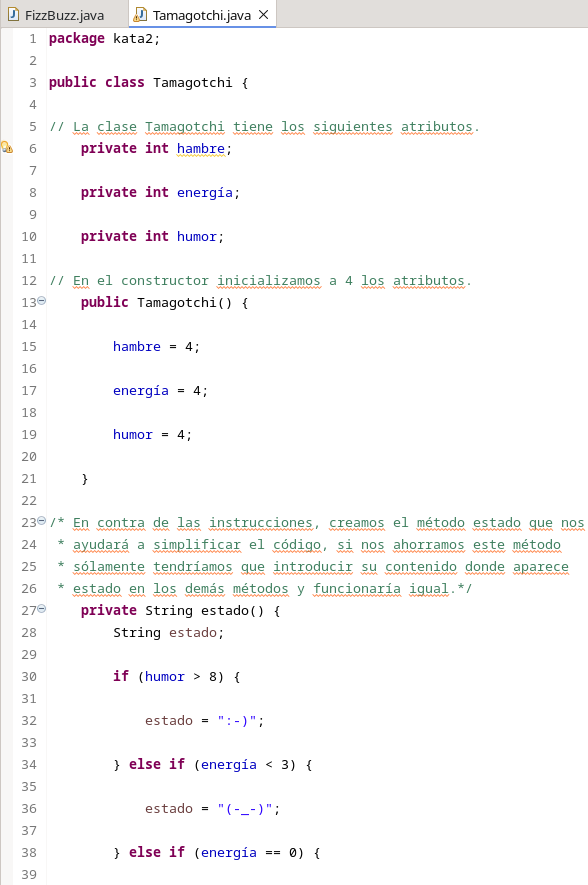 FizzBuzz.java Tamagotchi.java
1 package kata2;
2
3 public class Tamagotchi {
4
5 // La clase Tamagotchi tiene los siguientes atributos.
6 private int hambre;
7
8 private int energía;
9
10 private int humor;
11
12 // En el constructor inicializamos a 4 los atributos.
13 public Tamagotchi() {
14
15 hambre = 4;
16
17 energía = 4;
18
19 humor = 4;
20
21 }
22
23 /* En contra de las instrucciones, creamos el método estado que nos
24 * ayudará a simplificar el código, si nos ahorramos este método
25 * sólamente tendríamos que introducir su contenido donde aparece
26 * estado en los demás métodos y funcionaría igual.*/
27 private String estado() {
28 String estado;
29
30 if (humor > 8) {
31
32 estado = ":-)";
33
34 } else if (energía < 3) {
35
36 estado = "(-_-)";
37
38 } else if (energía == 0) {
39